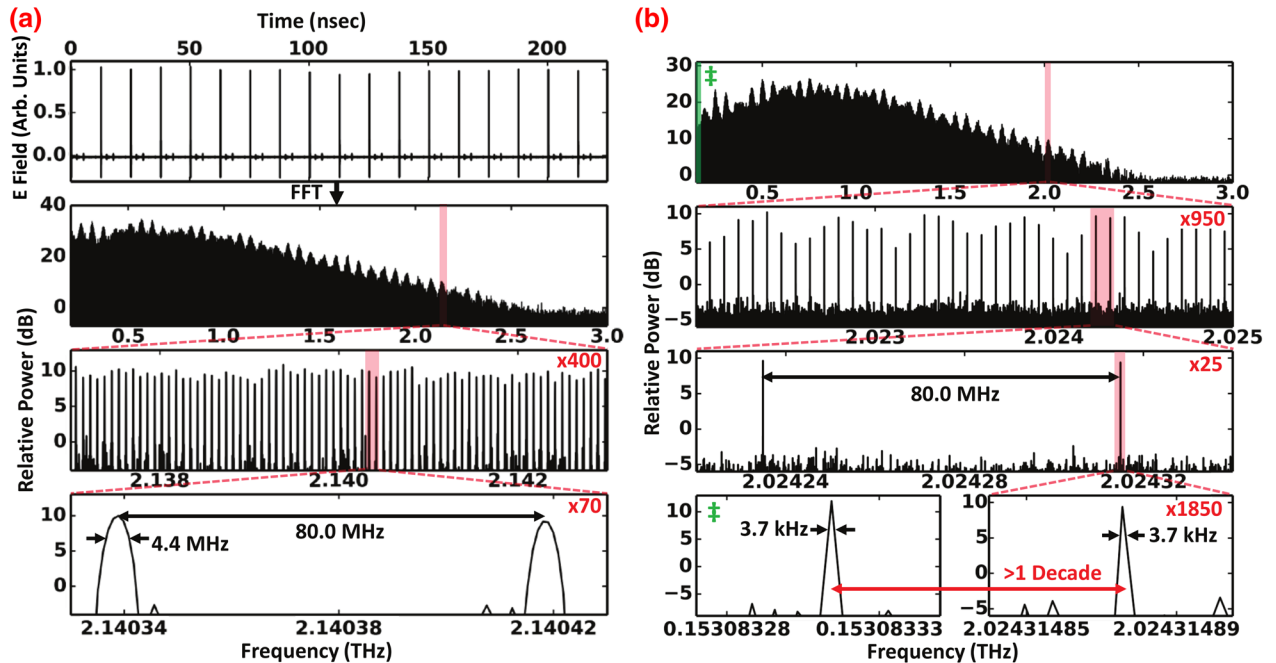 (a)
Time (nsec)
0 50 100 150 200
E Field (Arb. Units)
1.0
0.5
0.0
FFT
40
20
0
0.5 1.0 1.5 2.0 2.5 3.0
Relative Power (dB)
x400
10
5
0
2.138 2.140 2.142
x70
10
5
0
80.0 MHz
4.4 MHz
2.14034 2.14038 2.14042
Frequency (THz)
(b)
‡
30
20
10
0
0.5 1.0 1.5 2.0 2.5 3.0
Relative Power (dB)
x950
10
5
0
−5
2.023 2.024 2.025
x25
10
5
0
−5
80.0 MHz
2.02424 2.02428 2.02432
‡
x1850
10
5
0
−5
3.7 kHz
3.7 kHz
>1 Decade
10
5
0
−5
0.15308328 0.15308333 2.02431485 2.02431489
Frequency (THz)